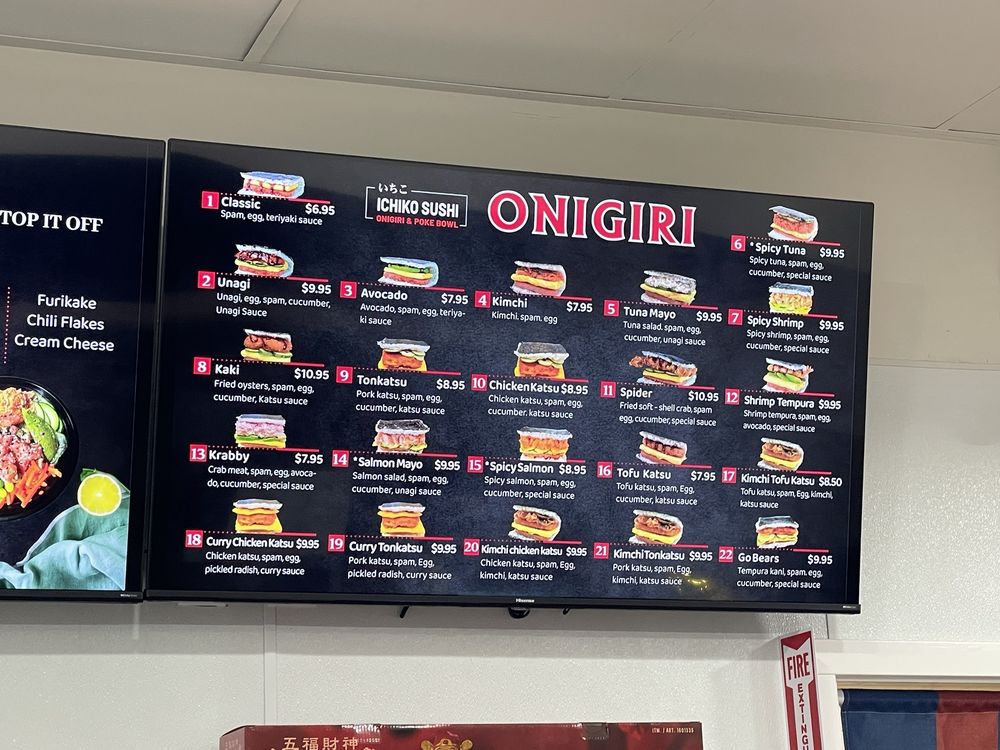 TOP IT OFF
Furikake
Chili Flakes
Cream Cheese
いちこ
ICHIKO SUSHI
ONIGIRI & POKE BOWL
ONIGIRI
1 Classic $6.95
Spam, egg, teriyaki sauce
2 Unagi $9.95
Unagi, egg, spam, cucumber,
Unagi Sauce
3 Avocado $7.95
Avocado, spam, egg, teriya-
ki sauce
4 Kimchi $7.95
Kimchi, spam, egg
5 Tuna Mayo $9.95
Tuna salad, spam, egg,
cucumber, unagi sauce
6 * Spicy Tuna $9.95
Spicy tuna, spam, egg,
cucumber, special sauce
7 Spicy Shrimp $9.95
Spicy shrimp, spam, egg,
cucumber, special sauce
8 Kaki $10.95
Fried oysters, spam, egg,
cucumber, katsu sauce
9 Tonkatsu $8.95
Pork katsu, spam, egg,
cucumber, katsu sauce
10 Chicken Katsu $8.95
Chicken katsu, spam, egg,
cucumber, katsu sauce
11 Spider $10.95
Fried soft - shell crab, spam
egg, cucumber, special sauce
12 Shrimp Tempura $9.95
Shrimp tempura, spam, egg,
avocado, special sauce
13 Krabby $7.95
Crab meat, spam, egg, avoca-
do, cucumber, special sauce
14 *Salmon Mayo $9.95
Salmon salad, spam, egg,
cucumber, unagi sauce
15 *Spicy Salmon $8.95
Spicy salmon, spam, egg,
cucumber, special sauce
16 Tofu Katsu $7.95
Tofu katsu, spam, Egg,
cucumber, katsu sauce
17 Kimchi Tofu Katsu $8.50
Tofu katsu, spam, Egg, kimchi,
katsu sauce
18 Curry Chicken Katsu $9.95
Chicken katsu, spam, egg,
pickled radish, curry sauce
19 Curry Tonkatsu $9.95
Pork katsu, spam, Egg,
pickled radish, curry sauce
20 Kimchi chicken katsu $9.95
Chicken katsu, spam, Egg,
kimchi, katsu sauce
21 Kimchi Tonkatsu $9.95
Pork katsu, spam, Egg,
kimchi, katsu sauce
22 Go Bears $9.95
Tempura kani, spam, egg,
cucumber, special sauce
Hisense
FIRE
EXTINGU
五福財神
ITM. / ART. 1601335